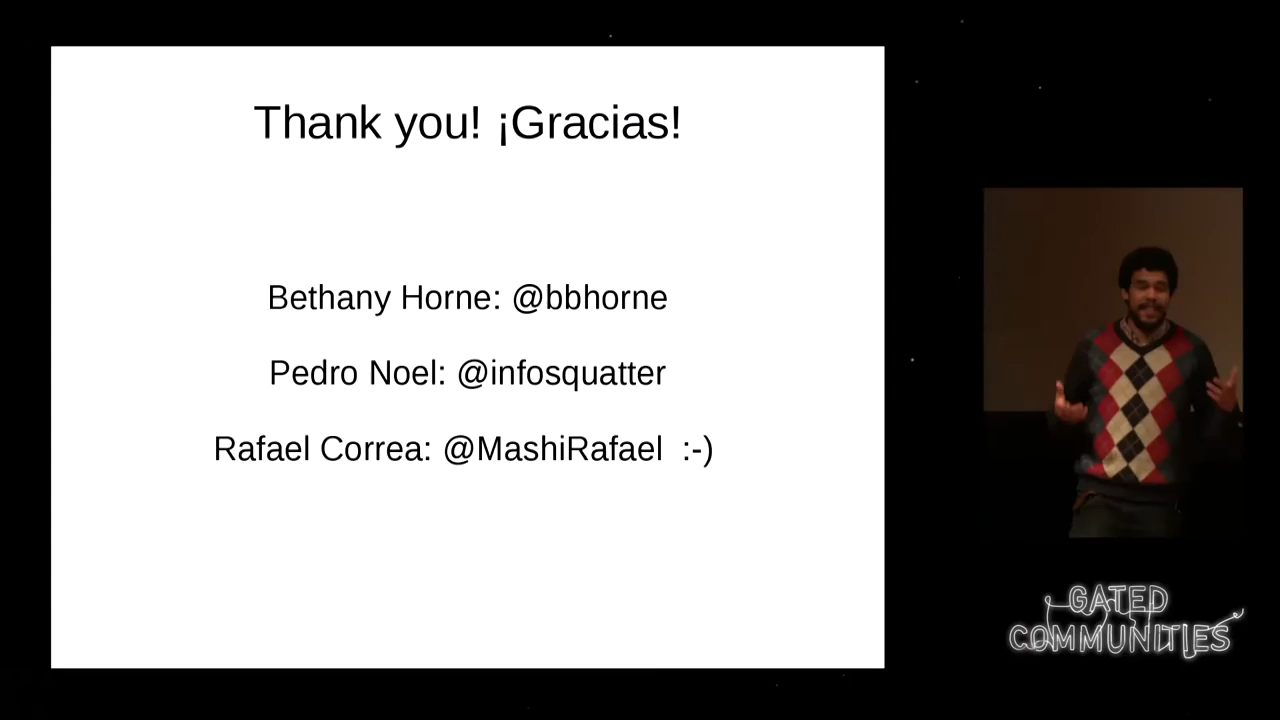 Thank you! ¡Gracias!
Bethany Horne: @bbhorne
Pedro Noel: @infosquatter
Rafael Correa: @MashiRafael :-)
GATED
COMMUNITIES